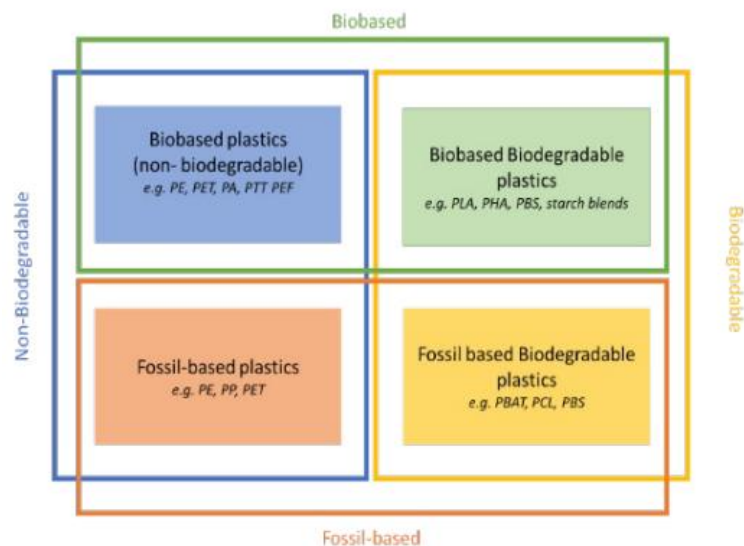 Biobased
Biobased plastics
(non- biodegradable)
e.g. PE, PET, PA, PTT PEF
Biobased Biodegradable
plastics
e.g. PLA, PHA, PBS, starch blends
Non-Biodegradable
Biodegradable
Fossil-based plastics
e.g. PE, PP, PET
Fossil based Biodegradable
plastics
e.g. PBAT, PCL, PBS
Fossil-based